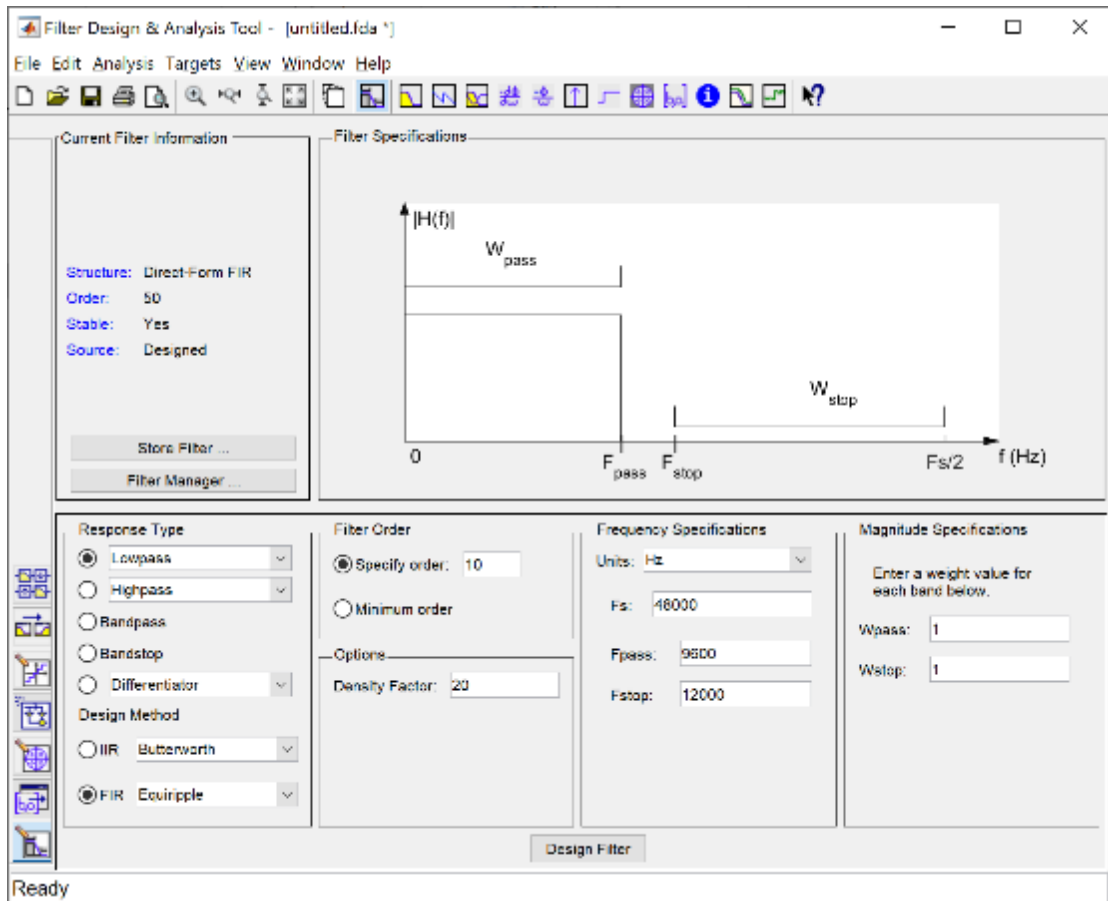 Filter Design & Analysis Tool - [untitled.fda *]
File Edit Analysis Targets View Window Help
Current Filter Information
Structure: Direct-Form FIR
Order: 50
Stable: Yes
Source: Designed
Store Filter ...
Filter Manager ...
Filter Specifications
|H(f)|
Wpass
Wstop
0
Fpass
Fstop
Fs/2
f (Hz)
Response Type
Lowpass
Highpass
Bandpass
Bandstop
Differentiator
Design Method
IIR Butterworth
FIR Equiripple
Filter Order
Specify order: 10
Minimum order
Options
Density Factor: 20
Frequency Specifications
Units: Hz
Fs: 48000
Fpass: 9600
Fstop: 12000
Magnitude Specifications
Enter a weight value for
each band below.
Wpass: 1
Wstop: 1
Design Filter
Ready